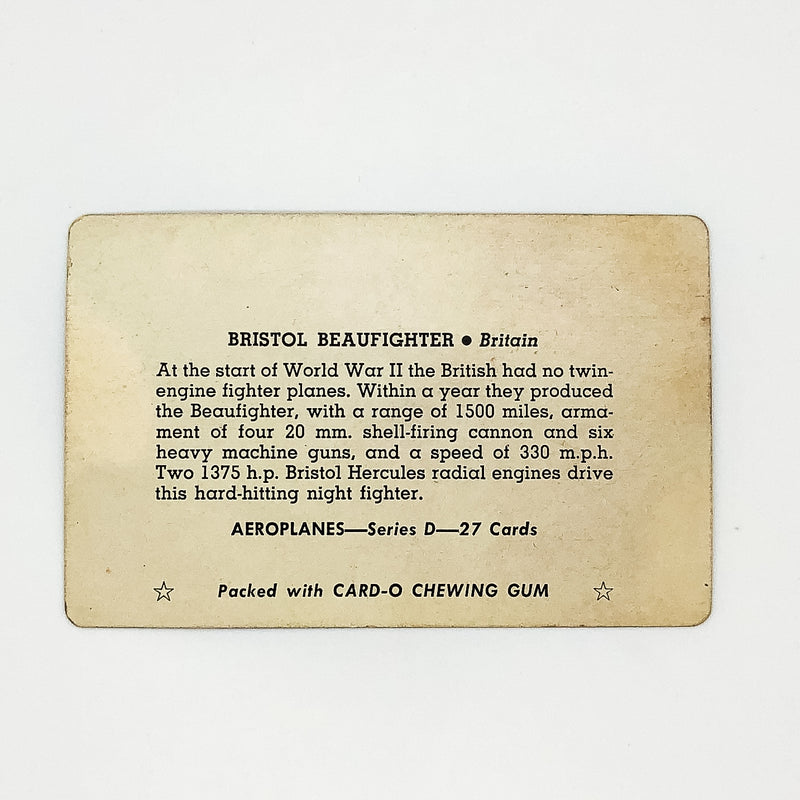 BRISTOL BEAUFIGHTER ● Britain
At the start of World War II the British had no twin-
engine fighter planes. Within a year they produced
the Beaufighter, with a range of 1500 miles, arma-
ment of four 20 mm. shell-firing cannon and six
heavy machine guns, and a speed of 330 m.p.h.
Two 1375 h.p. Bristol Hercules radial engines drive
this hard-hitting night fighter.
AEROPLANES—Series D—27 Cards
☆ Packed with CARD-O CHEWING GUM ☆